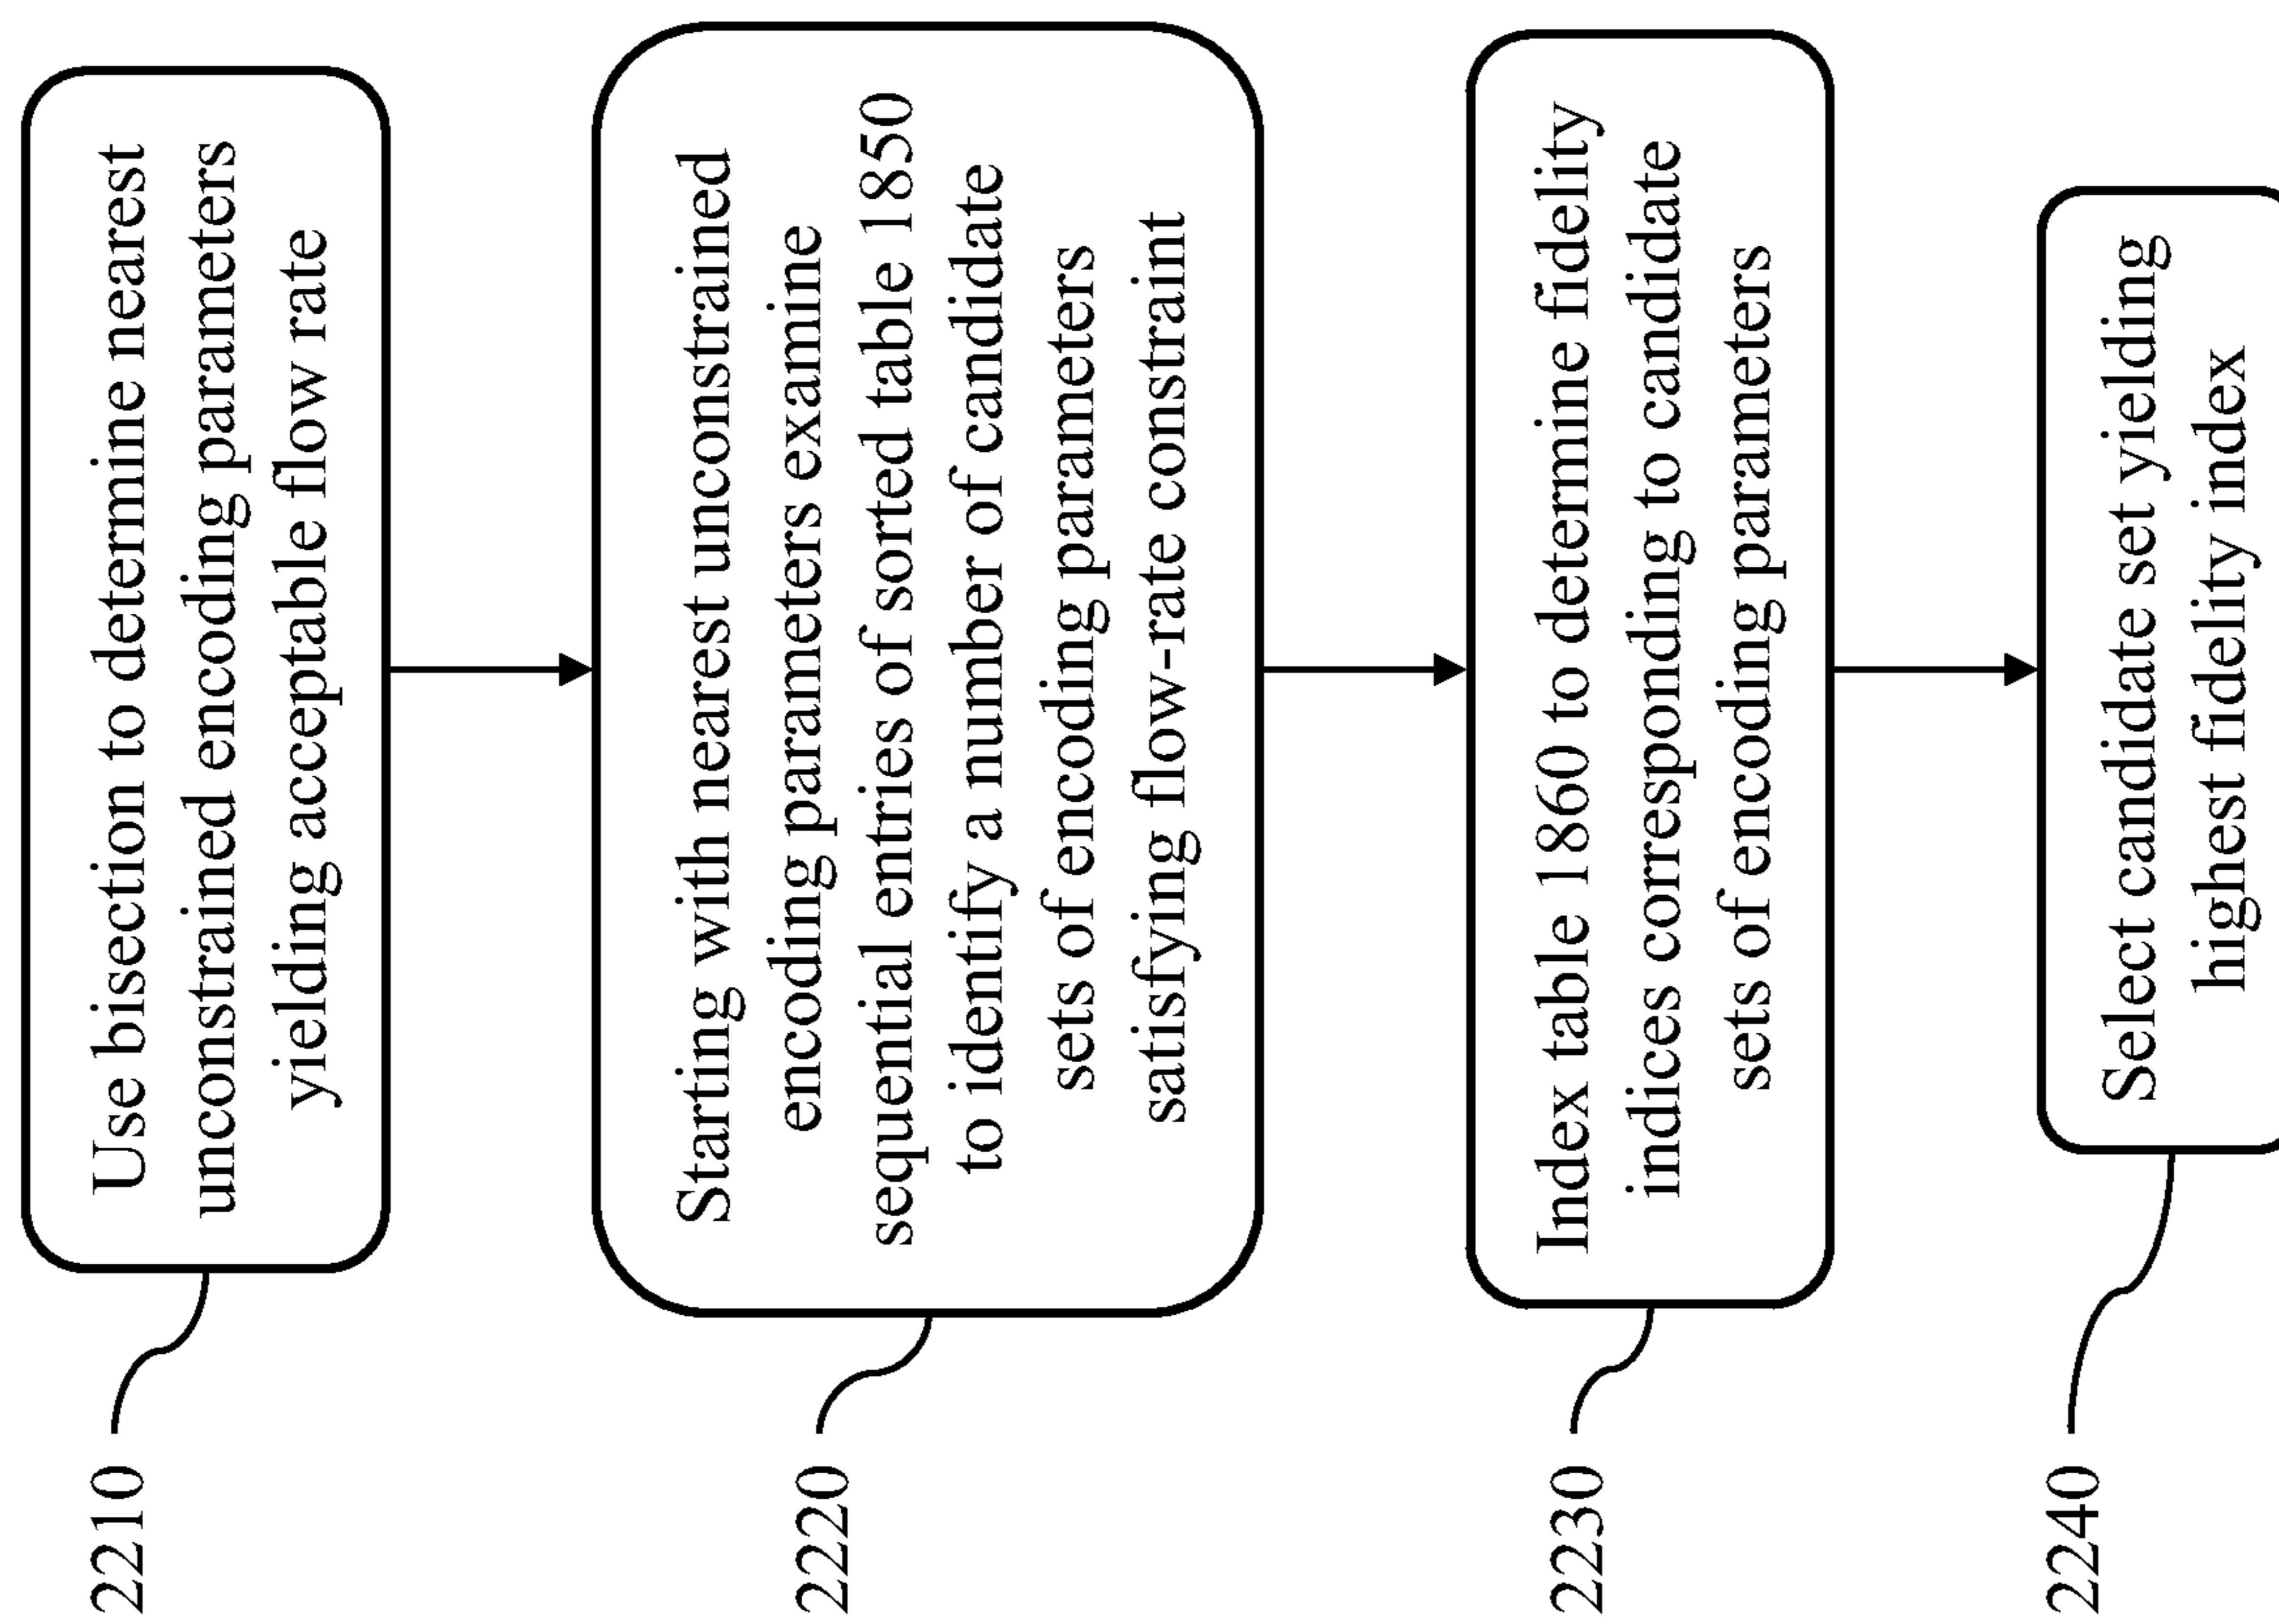 2210
Use bisection to determine nearest
unconstrained encoding parameters
yielding acceptable flow rate
2220
Starting with nearest unconstrained
encoding parameters examine
sequential entries of sorted table 1850
to identify a number of candidate
sets of encoding parameters
satisfying flow-rate constraint
2230
Index table 1860 to determine fidelity
indices corresponding to candidate
sets of encoding parameters
2240
Select candidate set yielding
highest fidelity index